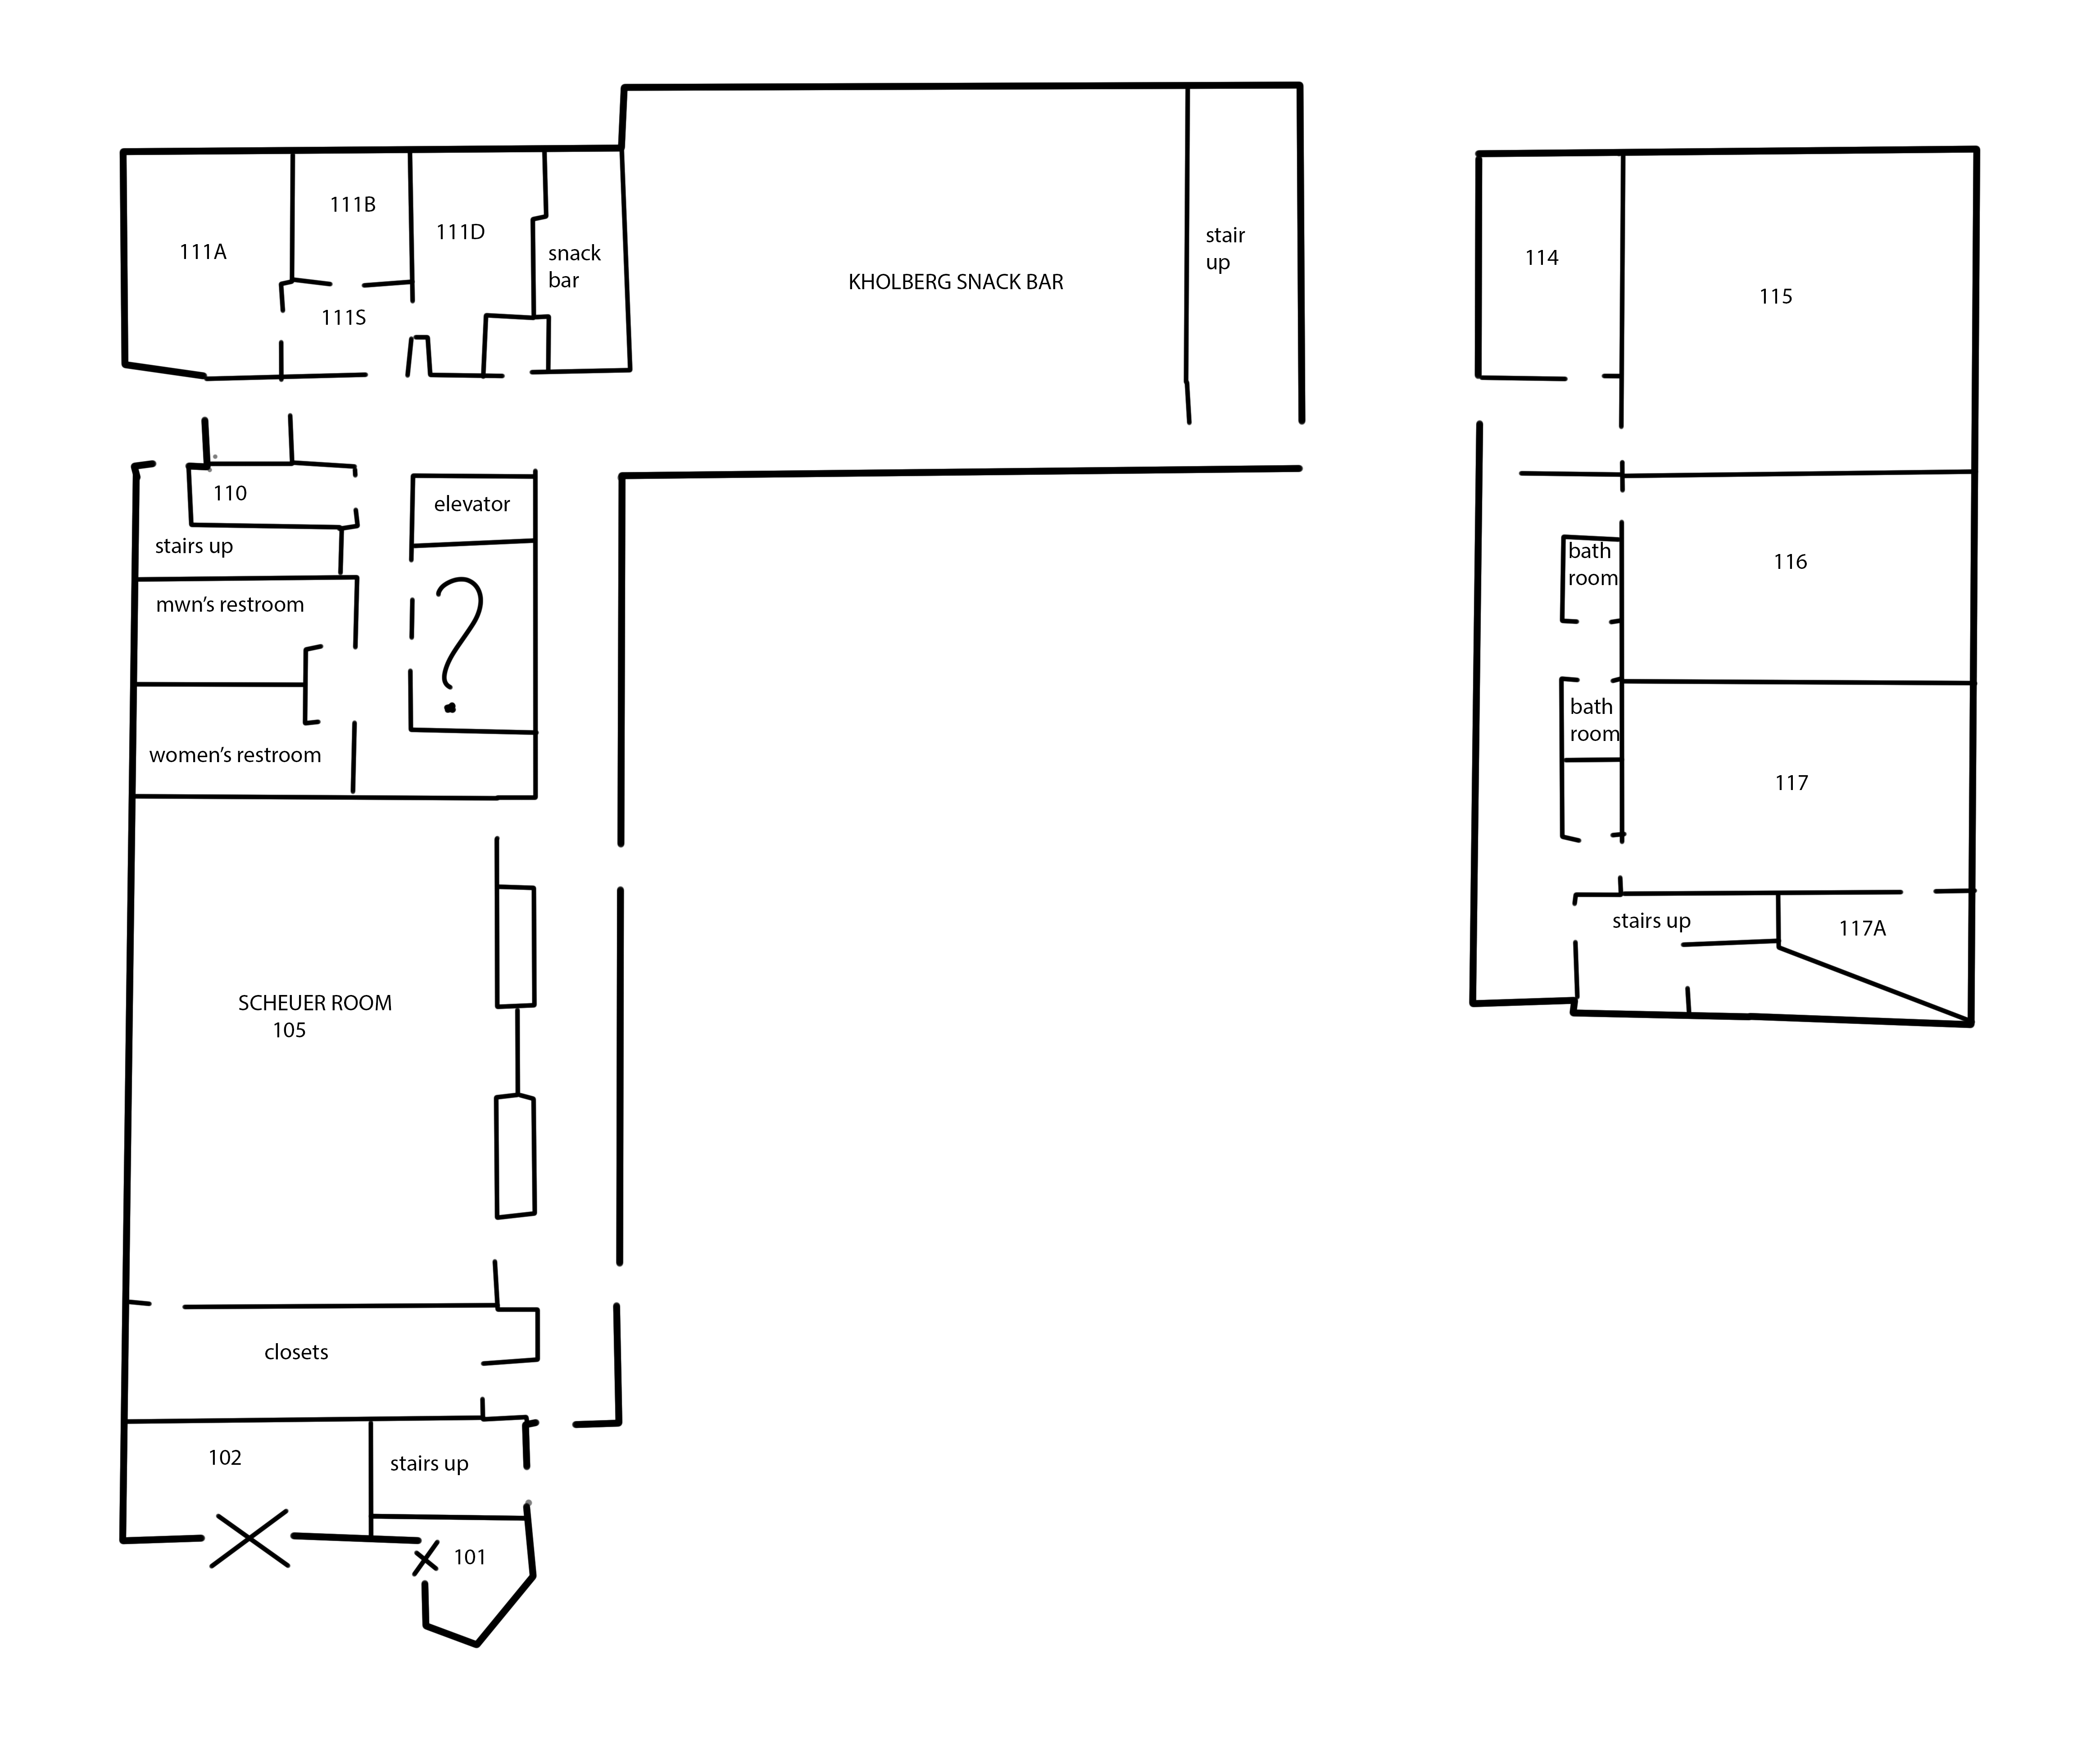 111A
111B
111D
snack
bar
111S
KHOLBERG SNACK BAR
stair
up
114
115
110
elevator
stairs up
mwn's restroom
?
women's restroom
bath
room
116
bath
room
117
stairs up
117A
SCHEUER ROOM
105
closets
102
stairs up
101